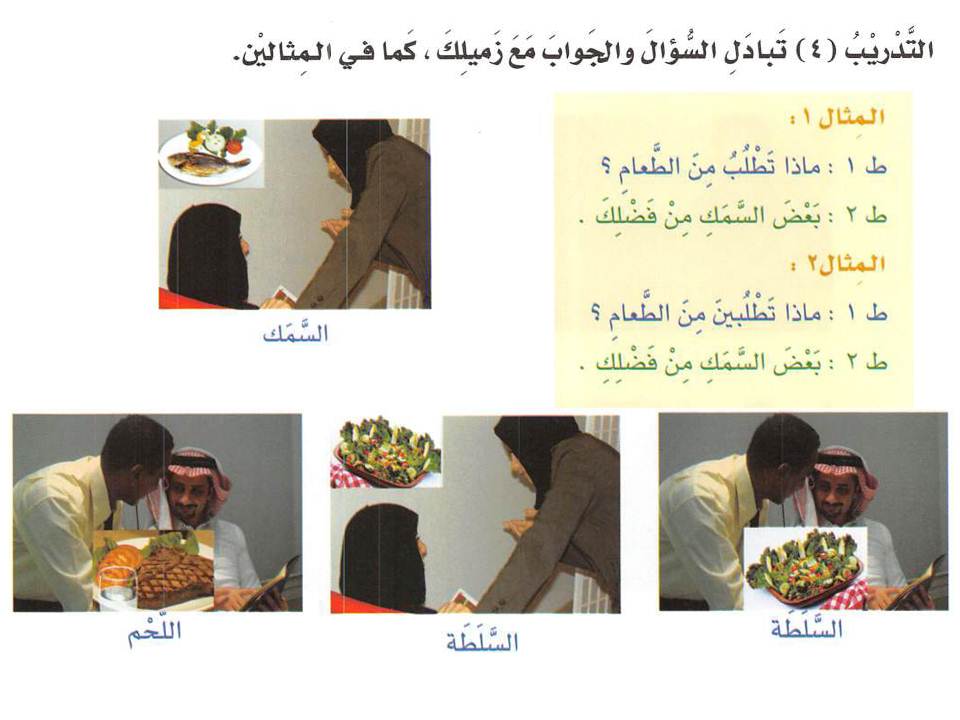 التَّدْرِيْبُ (٤) تَبادَلِ السُّؤالَ والجَوابَ مَعَ زَميلِكَ ، كَما في المِثاليْن.
المِثال ١ :
ط ١ : ماذا تَطْلُبُ مِنَ الطَّعامِ ؟
ط ٢ : بَعْضَ السَّمَكِ مِنْ فَضْلِكَ .
المِثال٢ :
ط ١ : ماذا تَطْلُبينَ مِنَ الطَّعامِ ؟
ط ٢ : بَعْضَ السَّمَكِ مِنْ فَضْلِكِ .
السَّمَك
السَّلَطَة
السَّلَطَة
اللَّحْم